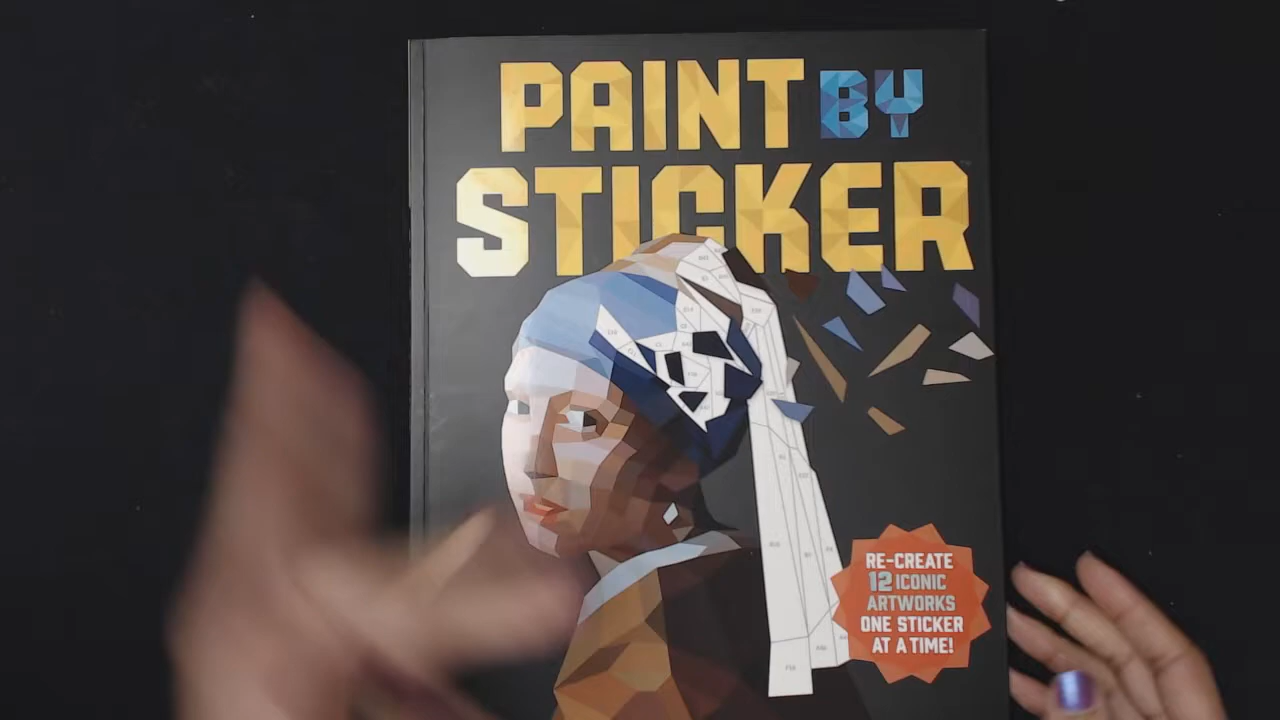 PAINT BY
STICKER
RE-CREATE
12 ICONIC
ARTWORKS
ONE STICKER
AT A TIME!